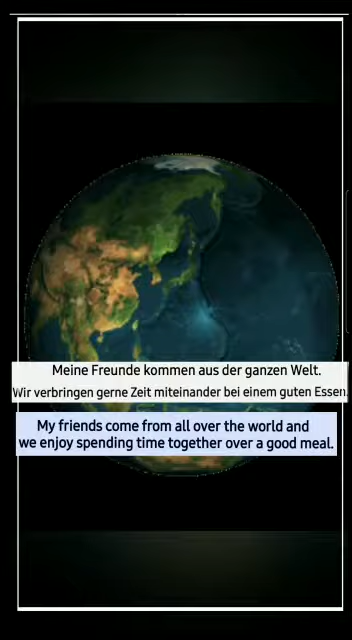 Meine Freunde kommen aus der ganzen Welt.
Wir verbringen gerne Zeit miteinander bei einem guten Essen.
My friends come from all over the world and
we enjoy spending time together over a good meal.